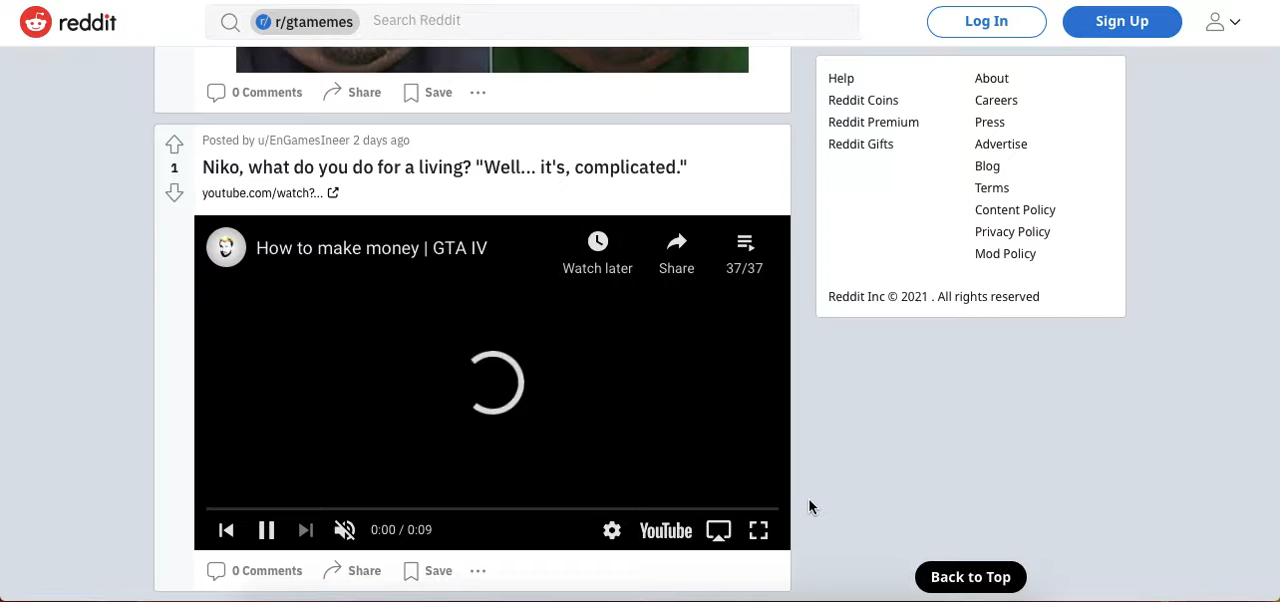 reddit
r/gtamemes
Search Reddit
Log In
Sign Up
0 Comments
Share
Save
Posted by u/EnGamesIneer 2 days ago
1
Niko, what do you do for a living? "Well... it's, complicated."
youtube.com/watch?...
How to make money | GTA IV
Watch later
Share
37/37
0:00 / 0:09
YouTube
0 Comments
Share
Save
Help
Reddit Coins
Reddit Premium
Reddit Gifts
About
Careers
Press
Advertise
Blog
Terms
Content Policy
Privacy Policy
Mod Policy
Reddit Inc © 2021 . All rights reserved
Back to Top